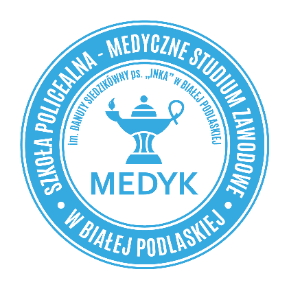 SZKOŁA POLICEALNA - MEDYCZNE STUDIUM ZAWODOWE
im. DANUTY SIEDZIKÓWNY ps. „INKA" w BIAŁEJ PODLASKIEJ
MEDYK
• W BIAŁEJ PODLASKIEJ •